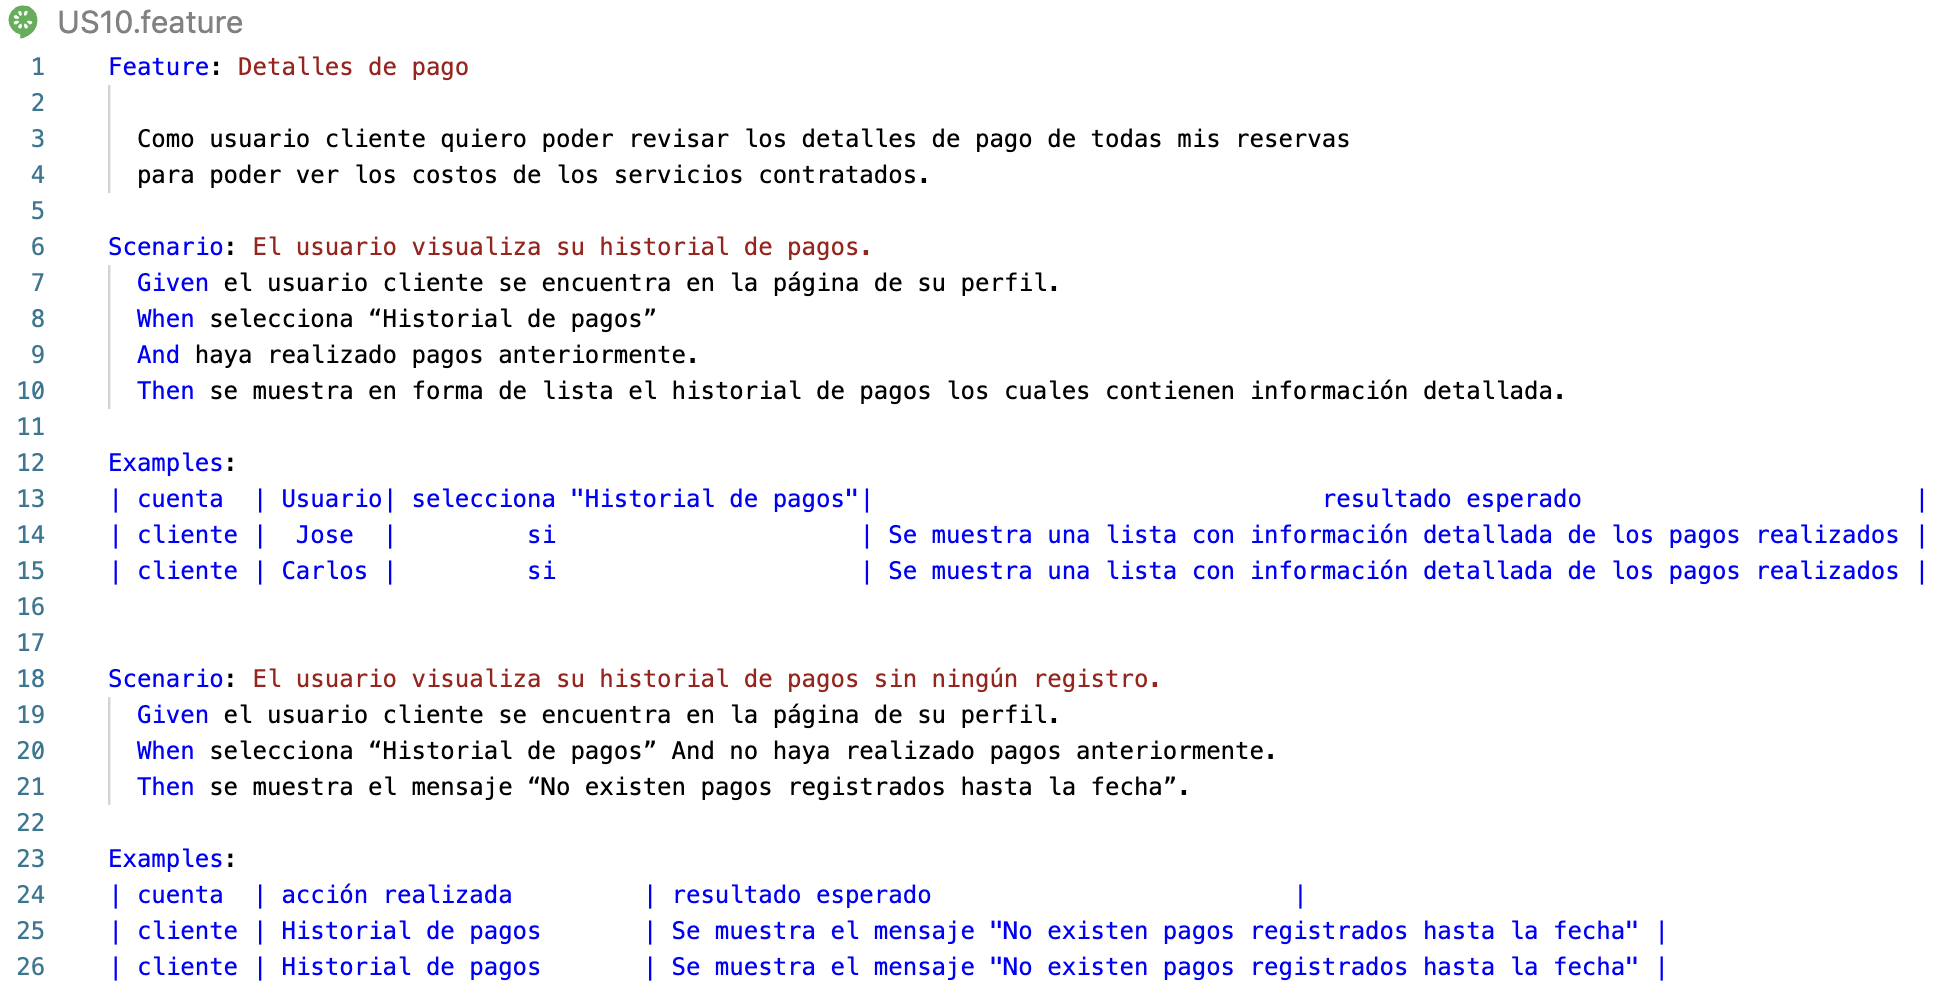 US10.feature
1 Feature: Detalles de pago
2
3 Como usuario cliente quiero poder revisar los detalles de pago de todas mis reservas
4 para poder ver los costos de los servicios contratados.
5
6 Scenario: El usuario visualiza su historial de pagos.
7 Given el usuario cliente se encuentra en la página de su perfil.
8 When selecciona “Historial de pagos”
9 And haya realizado pagos anteriormente.
10 Then se muestra en forma de lista el historial de pagos los cuales contienen información detallada.
11
12 Examples:
13 | cuenta | Usuario| selecciona "Historial de pagos"| resultado esperado |
14 | cliente | Jose | si | Se muestra una lista con información detallada de los pagos realizados |
15 | cliente | Carlos | si | Se muestra una lista con información detallada de los pagos realizados |
16
17
18 Scenario: El usuario visualiza su historial de pagos sin ningún registro.
19 Given el usuario cliente se encuentra en la página de su perfil.
20 When selecciona “Historial de pagos” And no haya realizado pagos anteriormente.
21 Then se muestra el mensaje “No existen pagos registrados hasta la fecha”.
22
23 Examples:
24 | cuenta | acción realizada | resultado esperado |
25 | cliente | Historial de pagos | Se muestra el mensaje "No existen pagos registrados hasta la fecha" |
26 | cliente | Historial de pagos | Se muestra el mensaje "No existen pagos registrados hasta la fecha" |